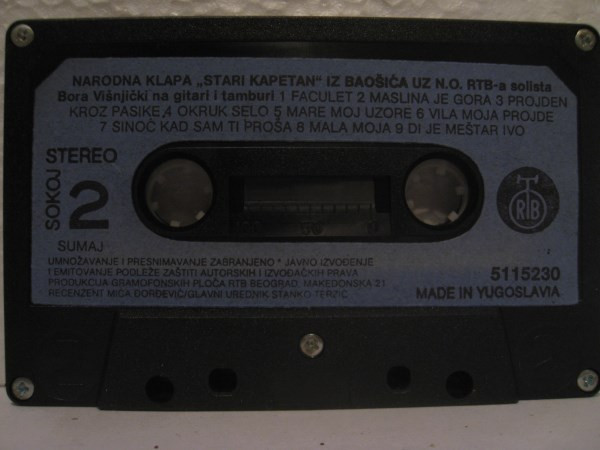 NARODNA KLAPA „STARI KAPETAN" IZ BAOŠIĆA UZ N.O. RTB-a solista
Bora Višnjički na gitari i tamburi 1 FACULET 2 MASLINA JE GORA 3 PROJDEN
KROZ PASIKE 4 OKRUK SELO 5 MARE MOJ UZORE 6 VILA MOJA PROJDE
7 SINOĆ KAD SAM TI PROŠA 8 MALA MOJA 9 DI JE MEŠTAR IVO
STEREO
SOKOJ
2
SUMAJ
RTB
UMNOŽAVANJE I PRESNIMAVANJE ZABRANJENO * JAVNO IZVOĐENJE
I EMITOVANJE PODLEŽE ZAŠTITI AUTORSKIH I IZVOĐAČKIH PRAVA
PRODUKCIJA GRAMOFONSKIH PLOČA RTB BEOGRAD, MAKEDONSKA 21
RECENZENT MIĆA ĐORĐEVIĆ/GLAVNI UREDNIK STANKO TERZIĆ
5115230
MADE IN YUGOSLAVIA